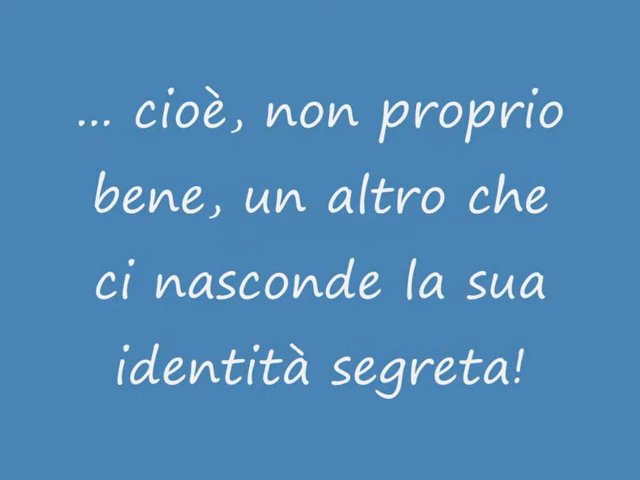 ... cioè, non proprio
bene, un altro che
ci nasconde la sua
identità segreta!